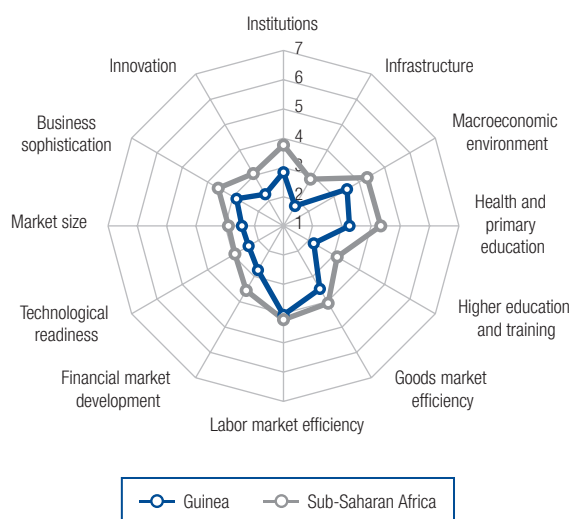 Institutions
Infrastructure
Macroeconomic
environment
Health and
primary
education
Higher education
and training
Goods market
efficiency
Labor market efficiency
Financial market
development
Technological
readiness
Market size
Business
sophistication
Innovation
7
6
5
4
3
2
1
Guinea
Sub-Saharan Africa